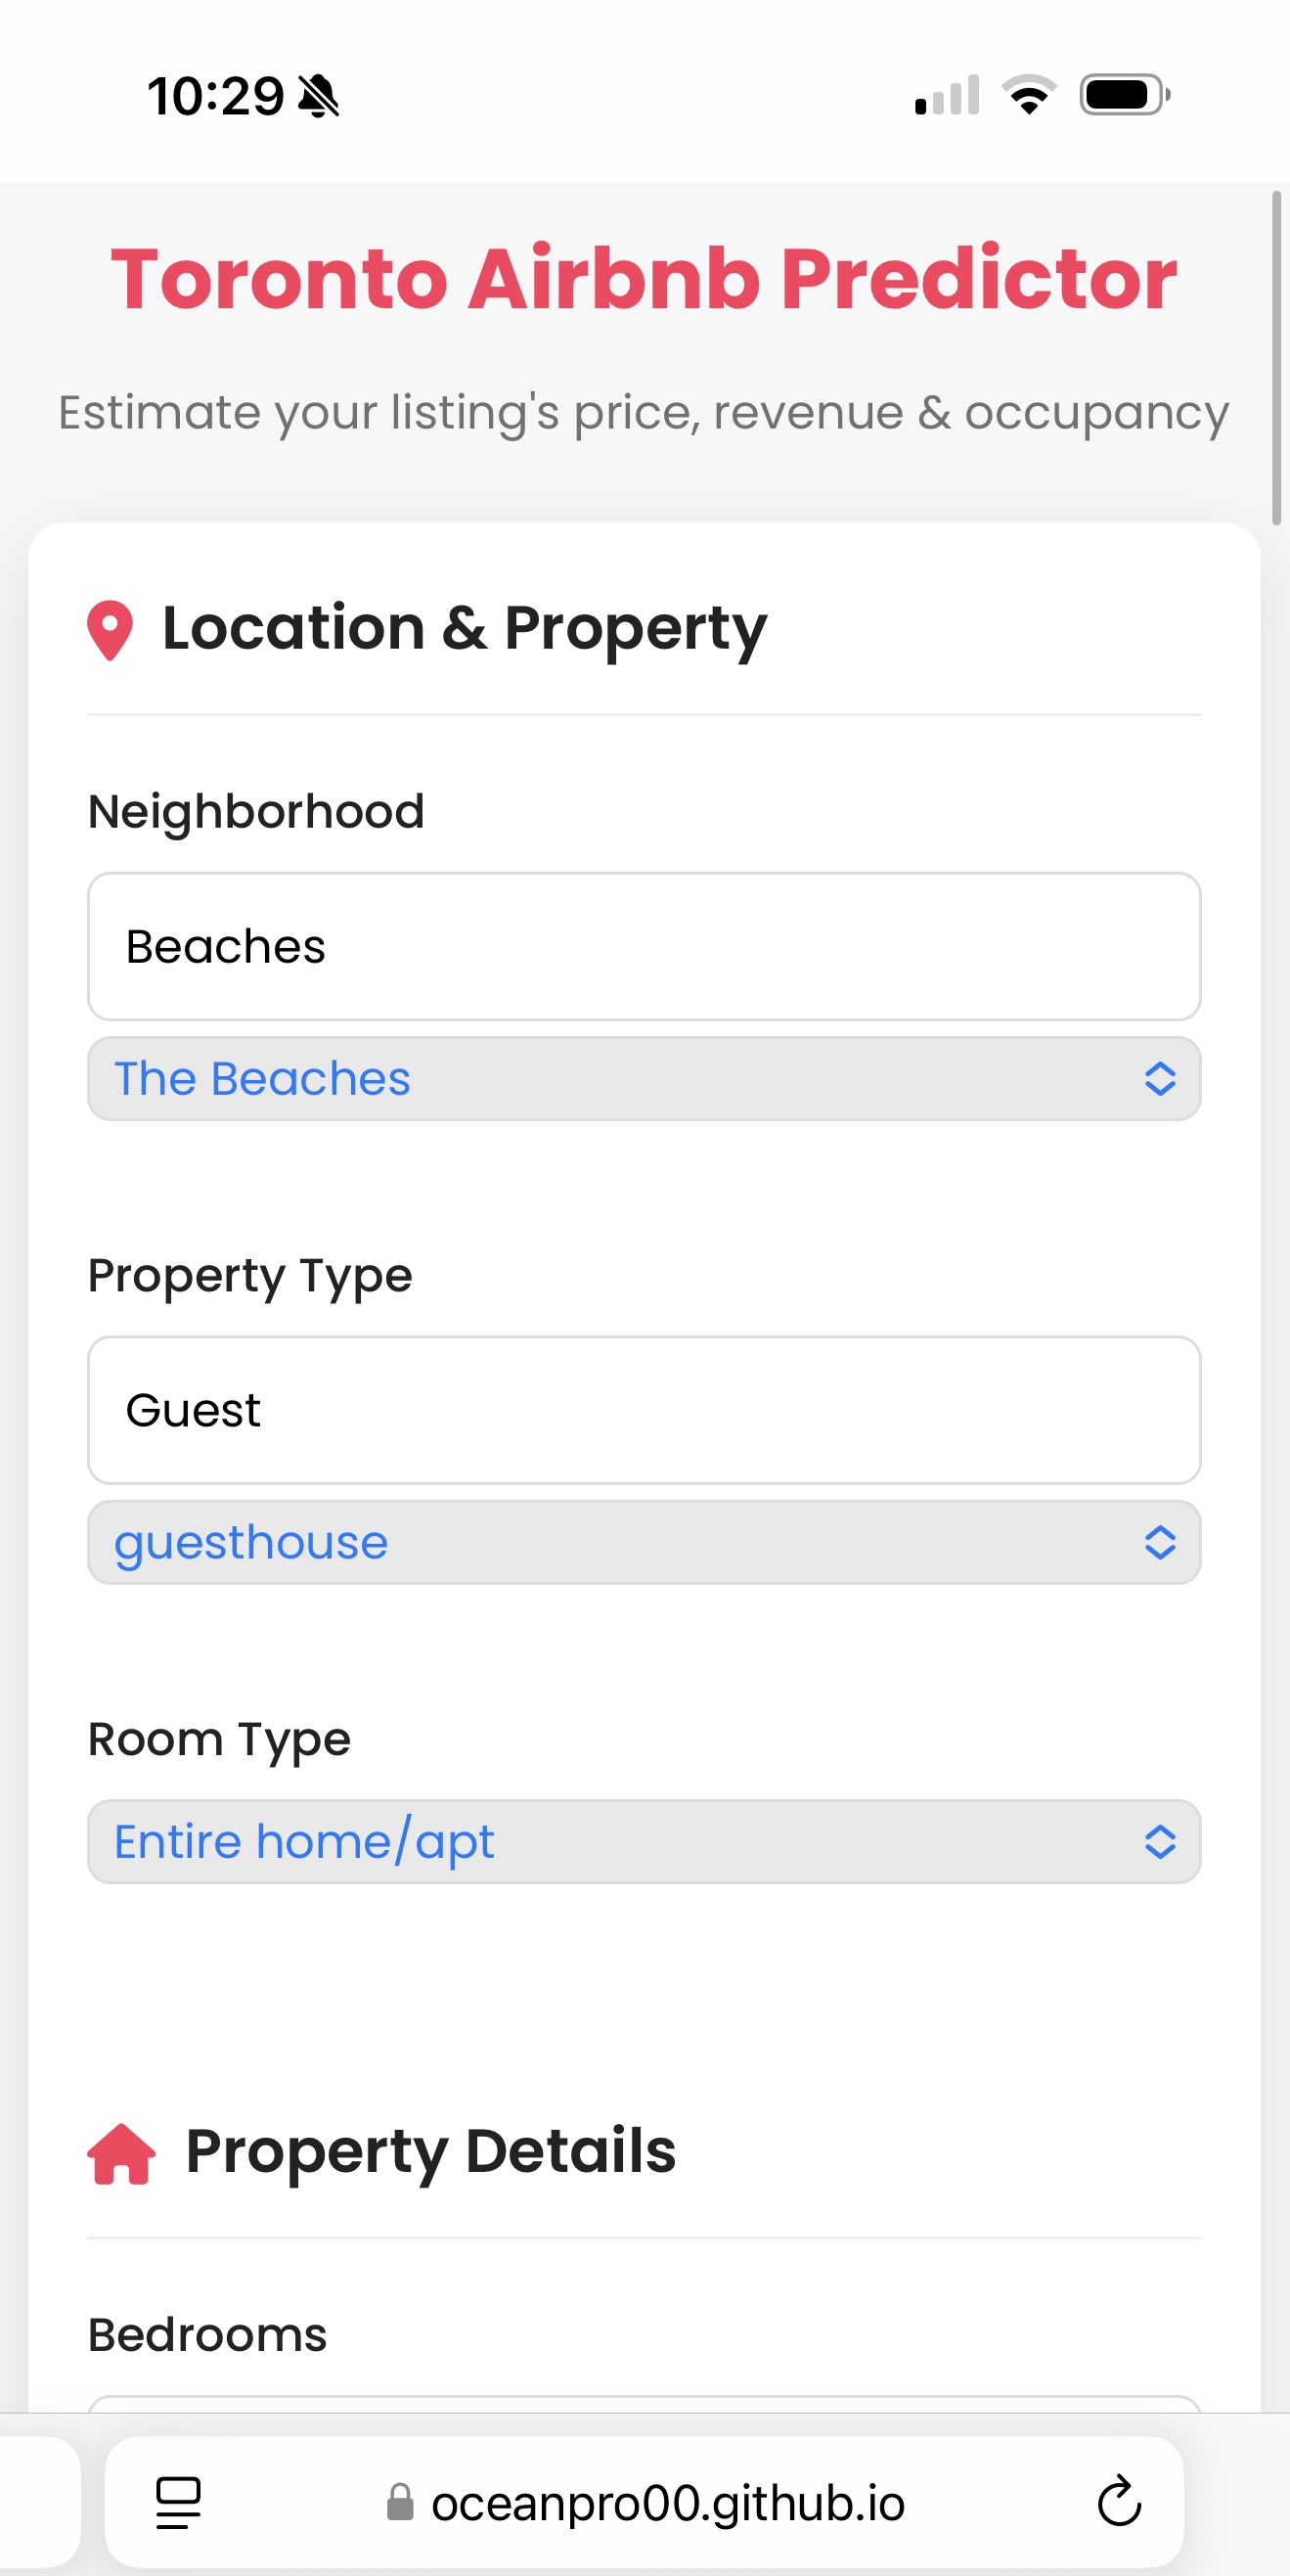 10:29
Toronto Airbnb Predictor
Estimate your listing's price, revenue & occupancy
Location & Property
Neighborhood
Beaches
The Beaches
Property Type
Guest
guesthouse
Room Type
Entire home/apt
Property Details
Bedrooms
oceanpro00.github.io